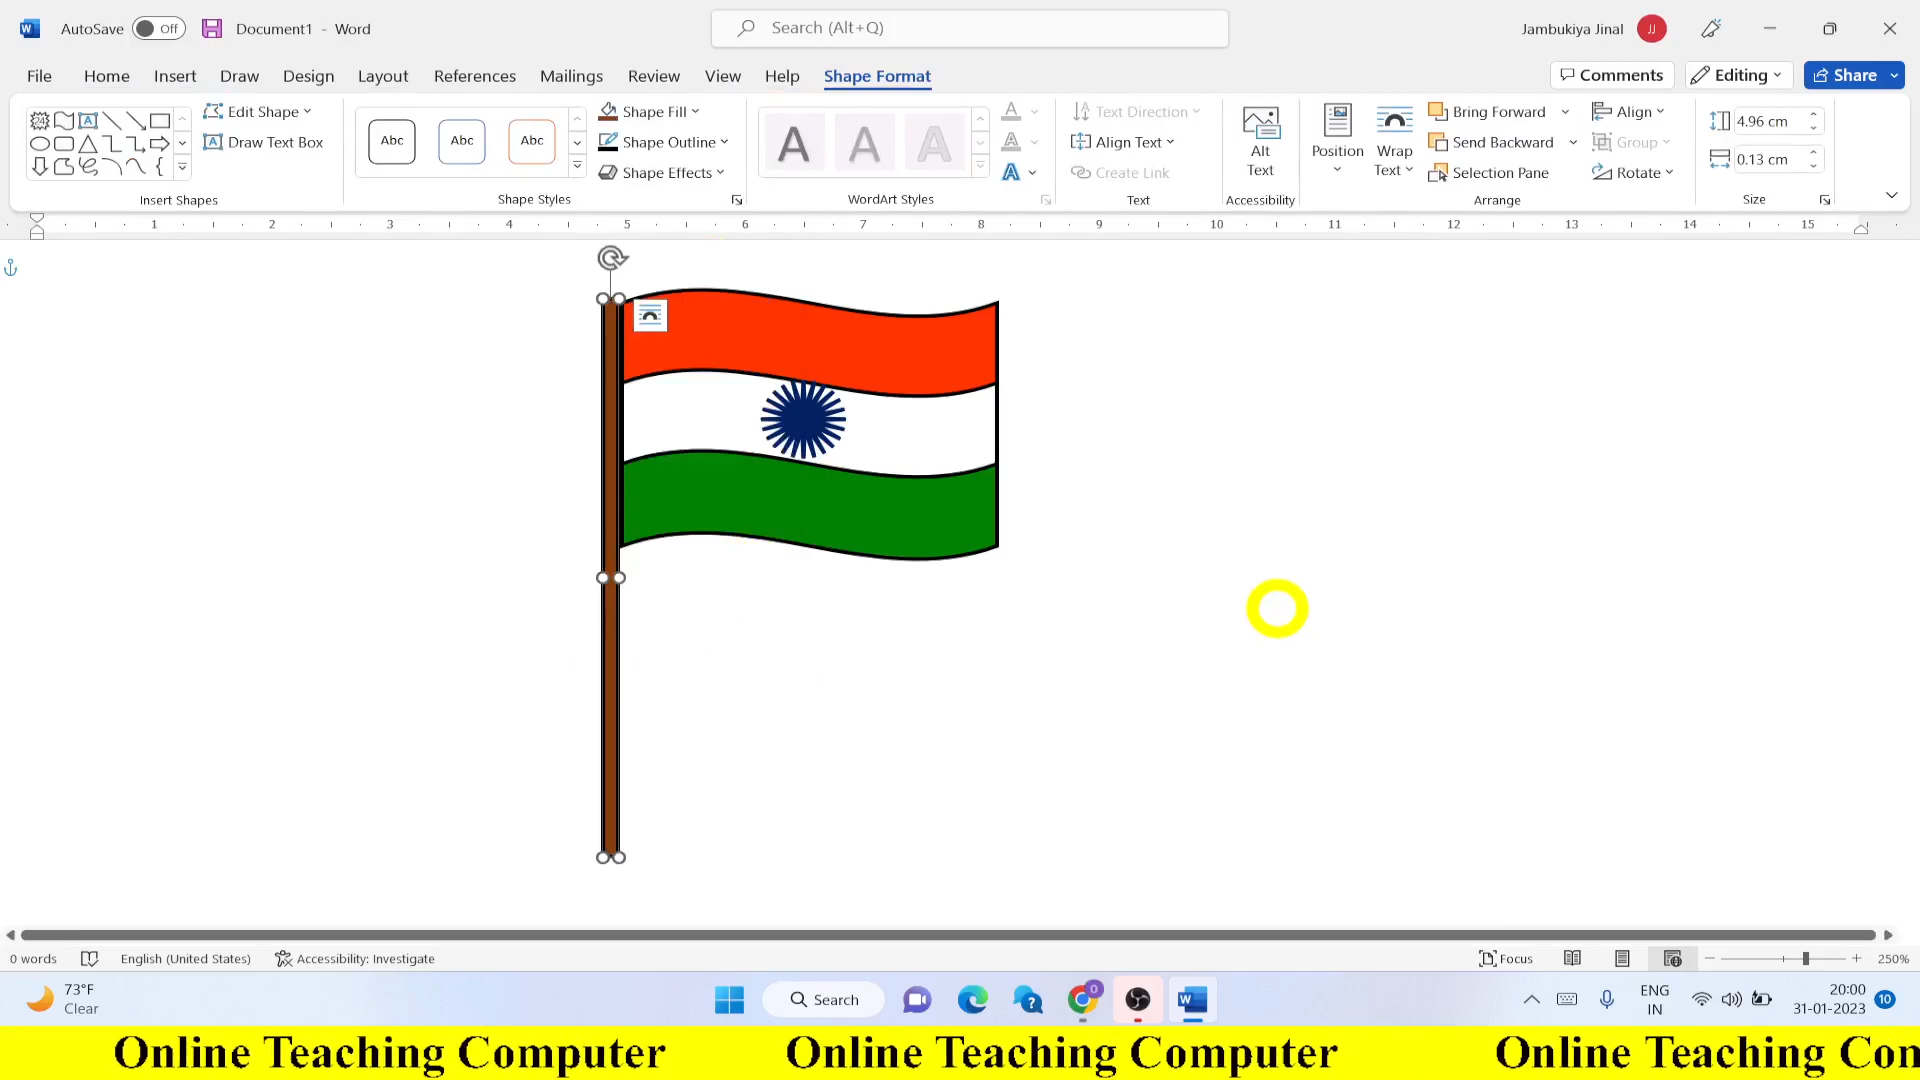 AutoSave Off Document1 - Word Search (Alt+Q) Jambukiya Jinal JJ
File Home Insert Draw Design Layout References Mailings Review View Help Shape Format Comments Editing Share
Edit Shape
Draw Text Box
Insert Shapes
Abc Abc Abc
Shape Fill
Shape Outline
Shape Effects
Shape Styles
A A A
WordArt Styles
Text Direction
Align Text
Create Link
Text
Alt
Text
Accessibility
Position
Wrap
Text
Bring Forward
Send Backward
Selection Pane
Align
Group
Rotate
Arrange
4.96 cm
0.13 cm
Size
1 2 3 4 5 6 7 8 9 10 11 12 13 14 15
0 words English (United States) Accessibility: Investigate Focus 250%
73°F
Clear
Search
ENG
IN
20:00
31-01-2023
10
Online Teaching Computer Online Teaching Computer Online Teaching Com